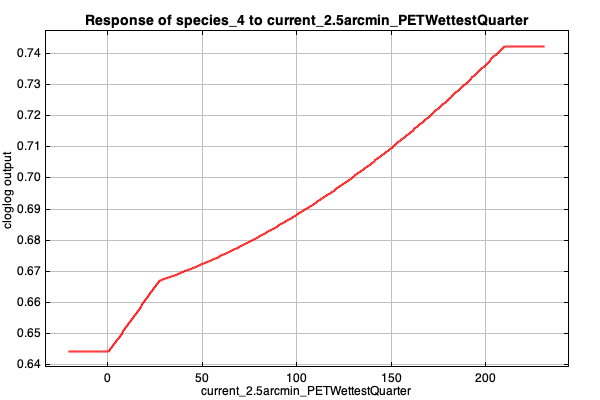 Response of species_4 to current_2.5arcmin_PETWettestQuarter
0.74
0.73
0.72
0.71
0.70
0.69
0.68
0.67
0.66
0.65
0.64
cloglog output
0 50 100 150 200
current_2.5arcmin_PETWettestQuarter